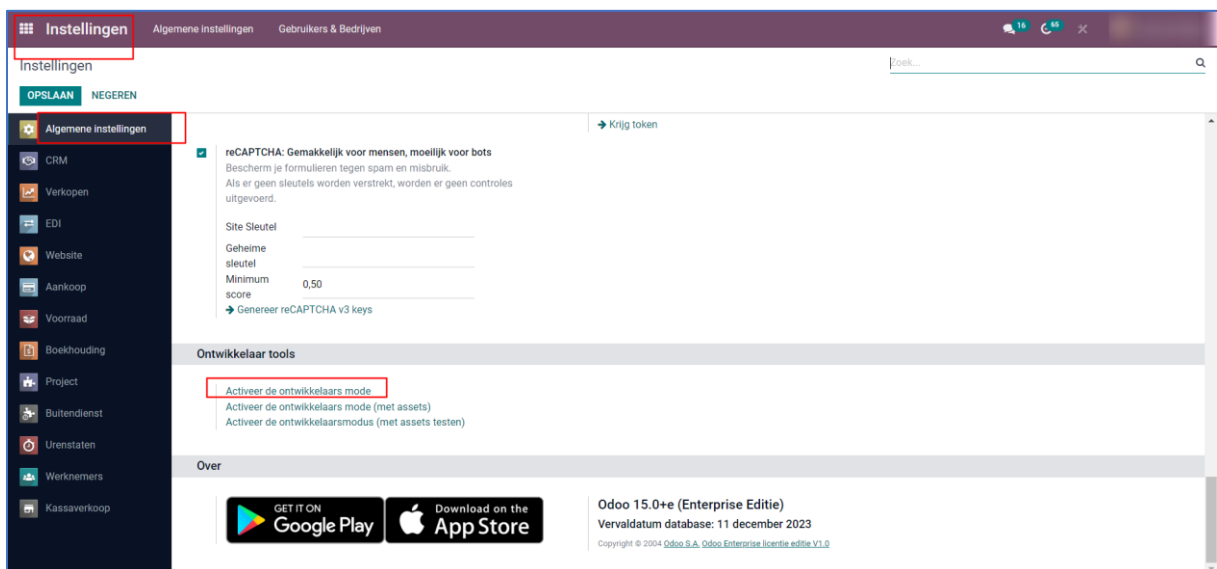 Instellingen Algemene instellingen Gebruikers & Bedrijven 16 65
Instellingen Zoek...
OPSLAAN NEGEREN
Algemene instellingen
CRM
Verkopen
EDI
Website
Aankoop
Voorraad
Boekhouding
Project
Buitendienst
Urenstaten
Werknemers
Kassaverkoop
Krijg token
reCAPTCHA: Gemakkelijk voor mensen, moeilijk voor bots
Bescherm je formulieren tegen spam en misbruik.
Als er geen sleutels worden verstrekt, worden er geen controles
uitgevoerd.
Site Sleutel
Geheime
sleutel
Minimum
score
0,50
Genereer reCAPTCHA v3 keys
Ontwikkelaar tools
Activeer de ontwikkelaars mode
Activeer de ontwikkelaars mode (met assets)
Activeer de ontwikkelaarsmodus (met assets testen)
Over
GET IT ON
Google Play
Download on the
App Store
Odoo 15.0+e (Enterprise Editie)
Vervaldatum database: 11 december 2023
Copyright © 2004 Odoo S.A. Odoo Enterprise licentie editie V1.0